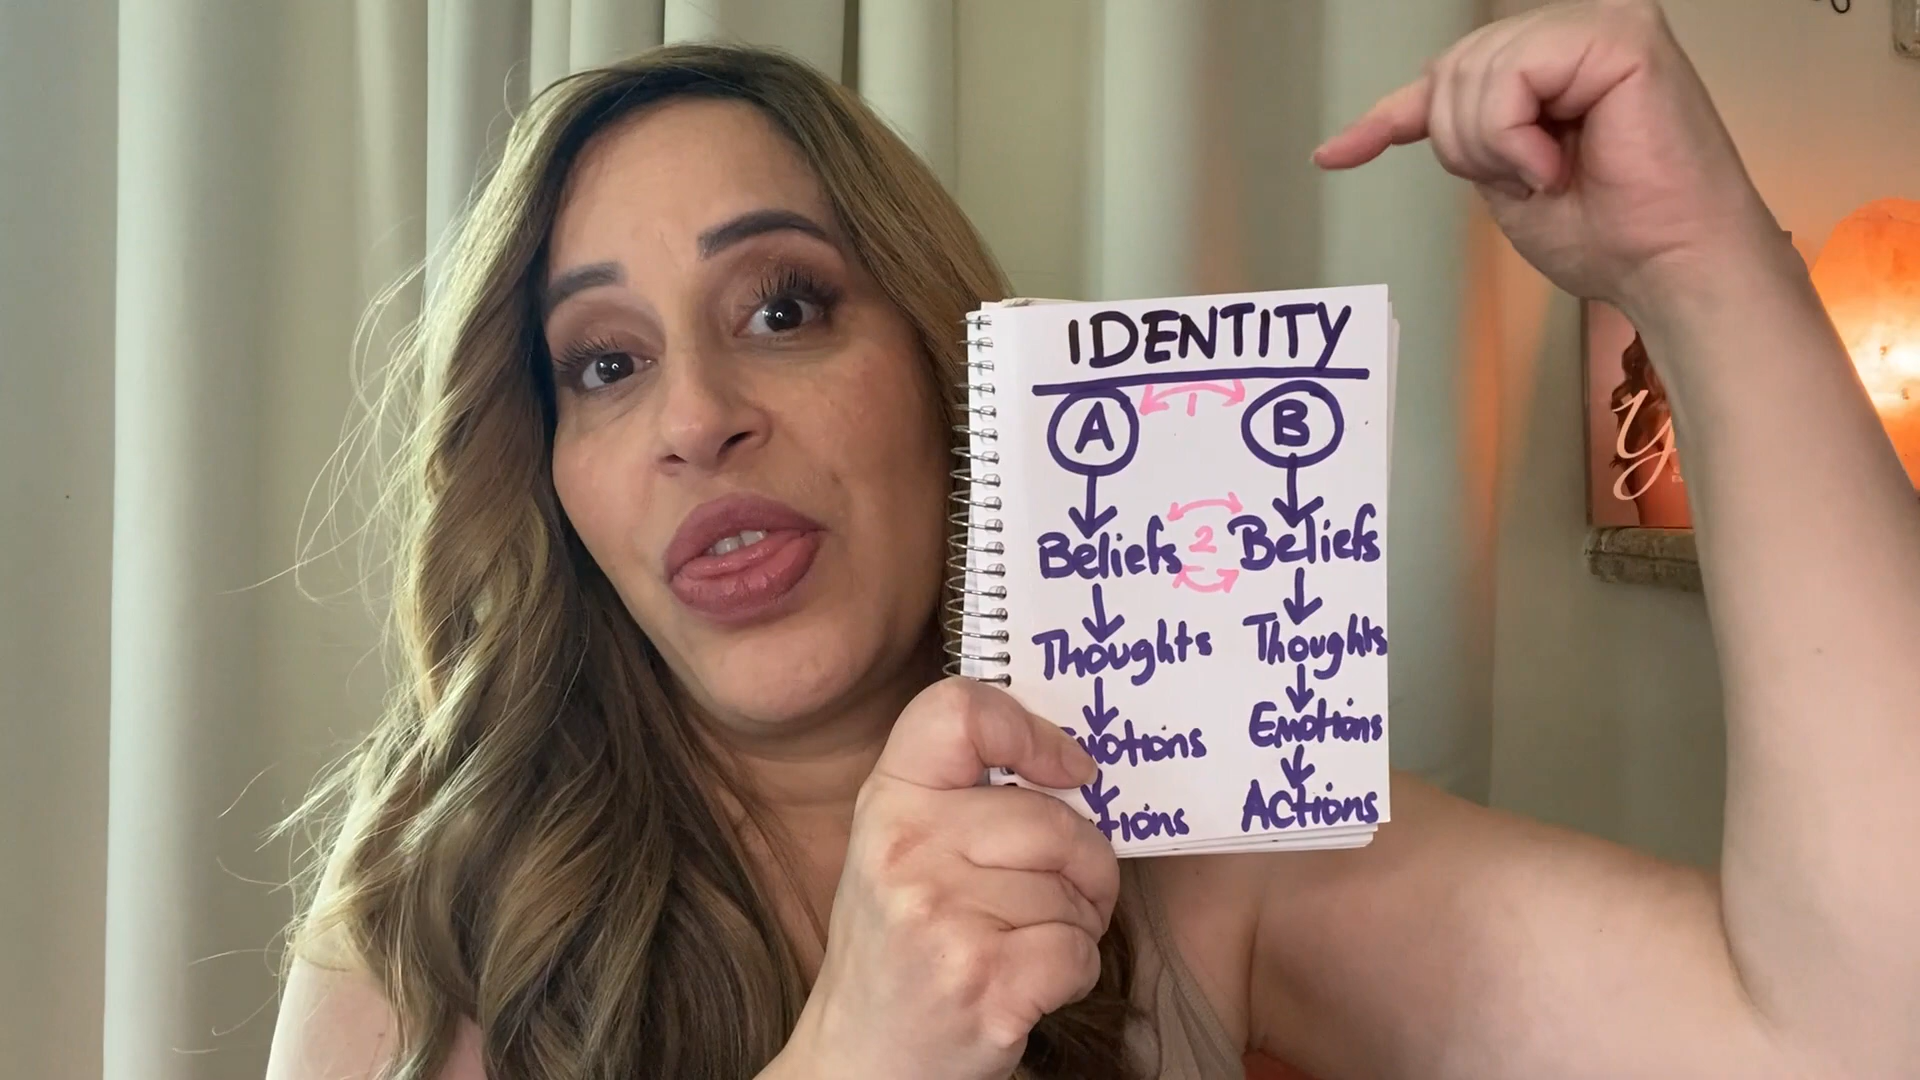 IDENTITY
A 1 B
Beliefs 2 Beliefs
Thoughts Thoughts
Emotions
Actions